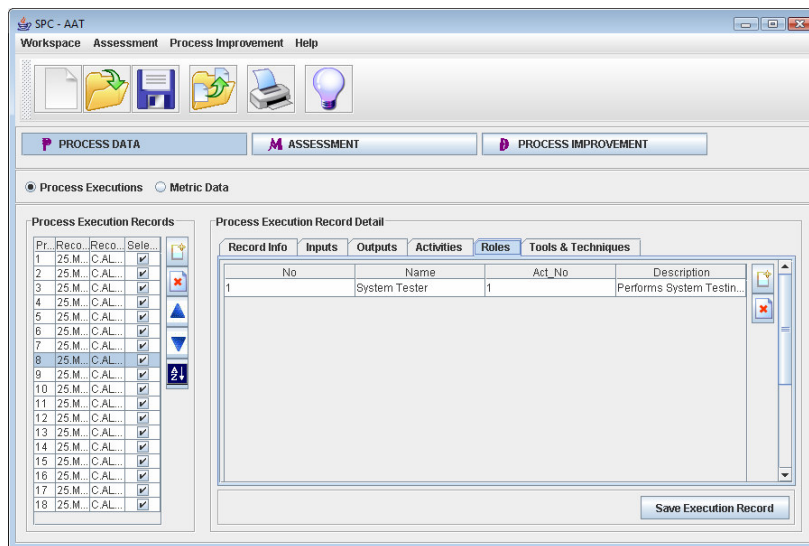 SPC - AAT
Workspace Assessment Process Improvement Help
P PROCESS DATA M ASSESSMENT D PROCESS IMPROVEMENT
Process Executions Metric Data
Process Execution Records
Pr... Reco... Reco... Sele...
1 25.M... C.AL...
2 25.M... C.AL...
3 25.M... C.AL...
4 25.M... C.AL...
5 25.M... C.AL...
6 25.M... C.AL...
7 25.M... C.AL...
8 25.M... C.AL...
9 25.M... C.AL...
10 25.M... C.AL...
11 25.M... C.AL...
12 25.M... C.AL...
13 25.M... C.AL...
14 25.M... C.AL...
15 25.M... C.AL...
16 25.M... C.AL...
17 25.M... C.AL...
18 25.M... C.AL...
A
Z
Process Execution Record Detail
Record Info Inputs Outputs Activities Roles Tools & Techniques
No Name Act_No Description
1 System Tester 1 Performs System Testin...
Save Execution Record